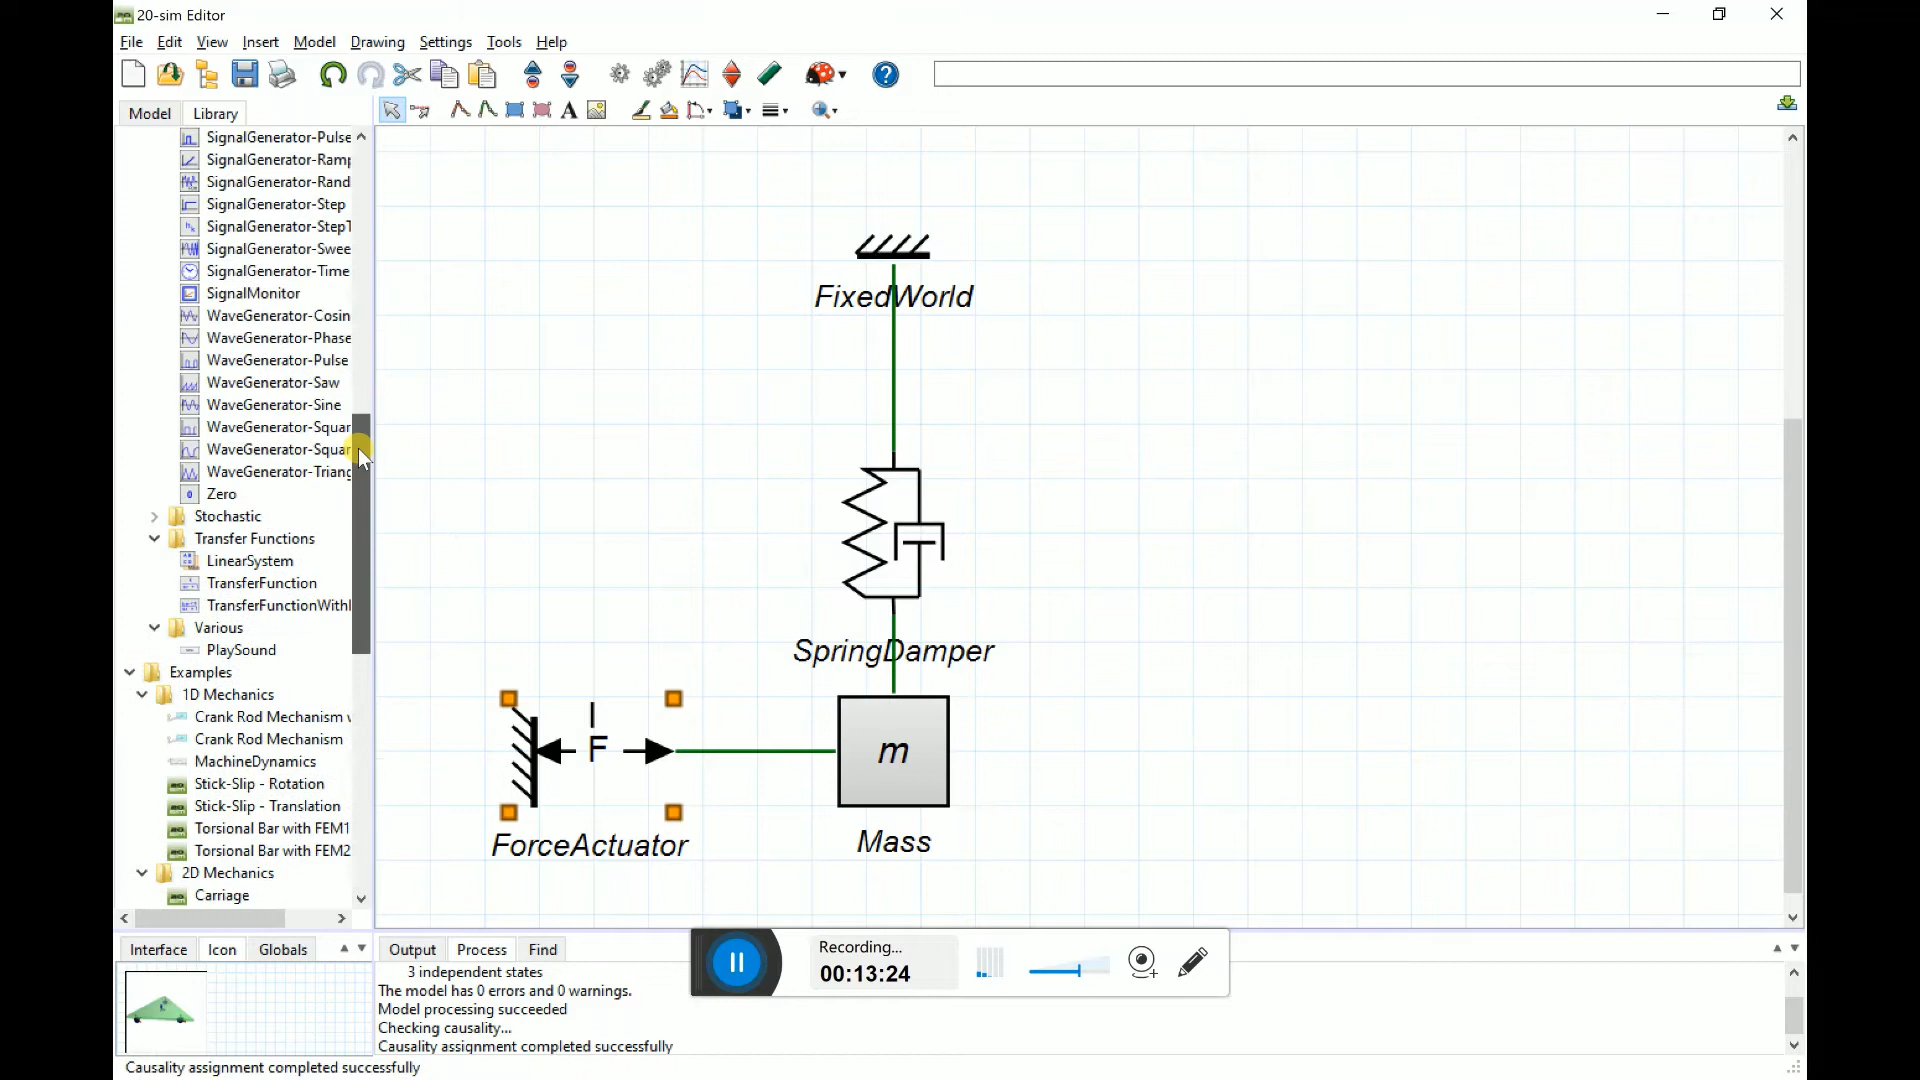 20-sim Editor
File Edit View Insert Model Drawing Settings Tools Help
Model Library
SignalGenerator-Pulse
SignalGenerator-Ramp
SignalGenerator-Rand
SignalGenerator-Step
SignalGenerator-StepT
SignalGenerator-Swee
SignalGenerator-Time
SignalMonitor
WaveGenerator-Cosin
WaveGenerator-Phase
WaveGenerator-Pulse
WaveGenerator-Saw
WaveGenerator-Sine
WaveGenerator-Squar
WaveGenerator-Squar
WaveGenerator-Triang
Zero
Stochastic
Transfer Functions
LinearSystem
TransferFunction
TransferFunctionWithI
Various
PlaySound
Examples
1D Mechanics
Crank Rod Mechanism
Crank Rod Mechanism
MachineDynamics
Stick-Slip - Rotation
Stick-Slip - Translation
Torsional Bar with FEM1
Torsional Bar with FEM2
2D Mechanics
Carriage
FixedWorld
SpringDamper
F
m
ForceActuator
Mass
Interface Icon Globals
Output Process Find
3 independent states
The model has 0 errors and 0 warnings.
Model processing succeeded
Checking causality...
Causality assignment completed successfully
Recording...
00:13:24
Causality assignment completed successfully